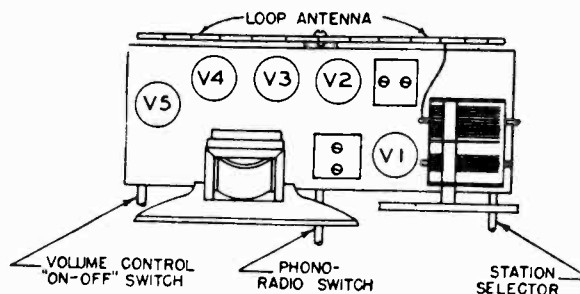 LOOP ANTENNA
V4
V3
V2
V5
V1
VOLUME CONTROL
"ON-OFF" SWITCH
PHONO-
RADIO SWITCH
STATION
SELECTOR